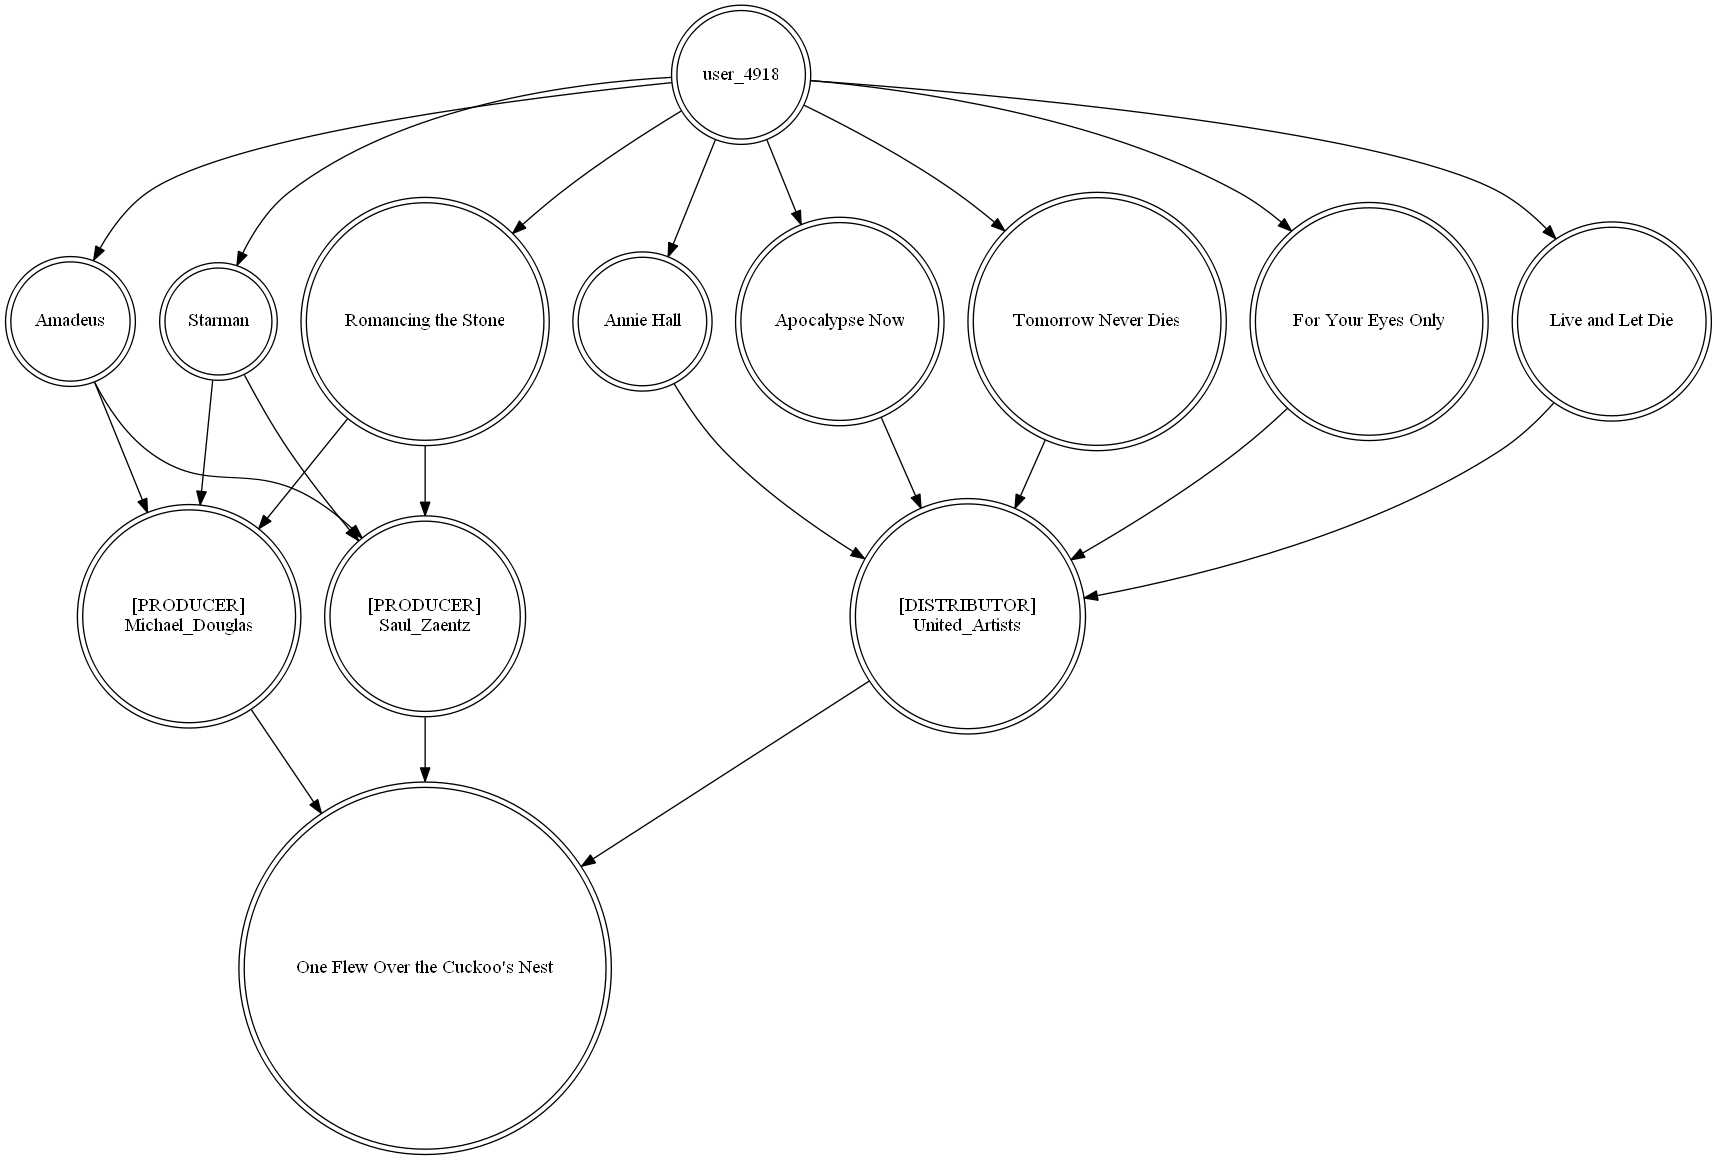 user_4918
Amadeus
Starman
Romancing the Stone
Annie Hall
Apocalypse Now
Tomorrow Never Dies
For Your Eyes Only
Live and Let Die
[PRODUCER]
Michael_Douglas
[PRODUCER]
Saul_Zaentz
[DISTRIBUTOR]
United_Artists
One Flew Over the Cuckoo's Nest